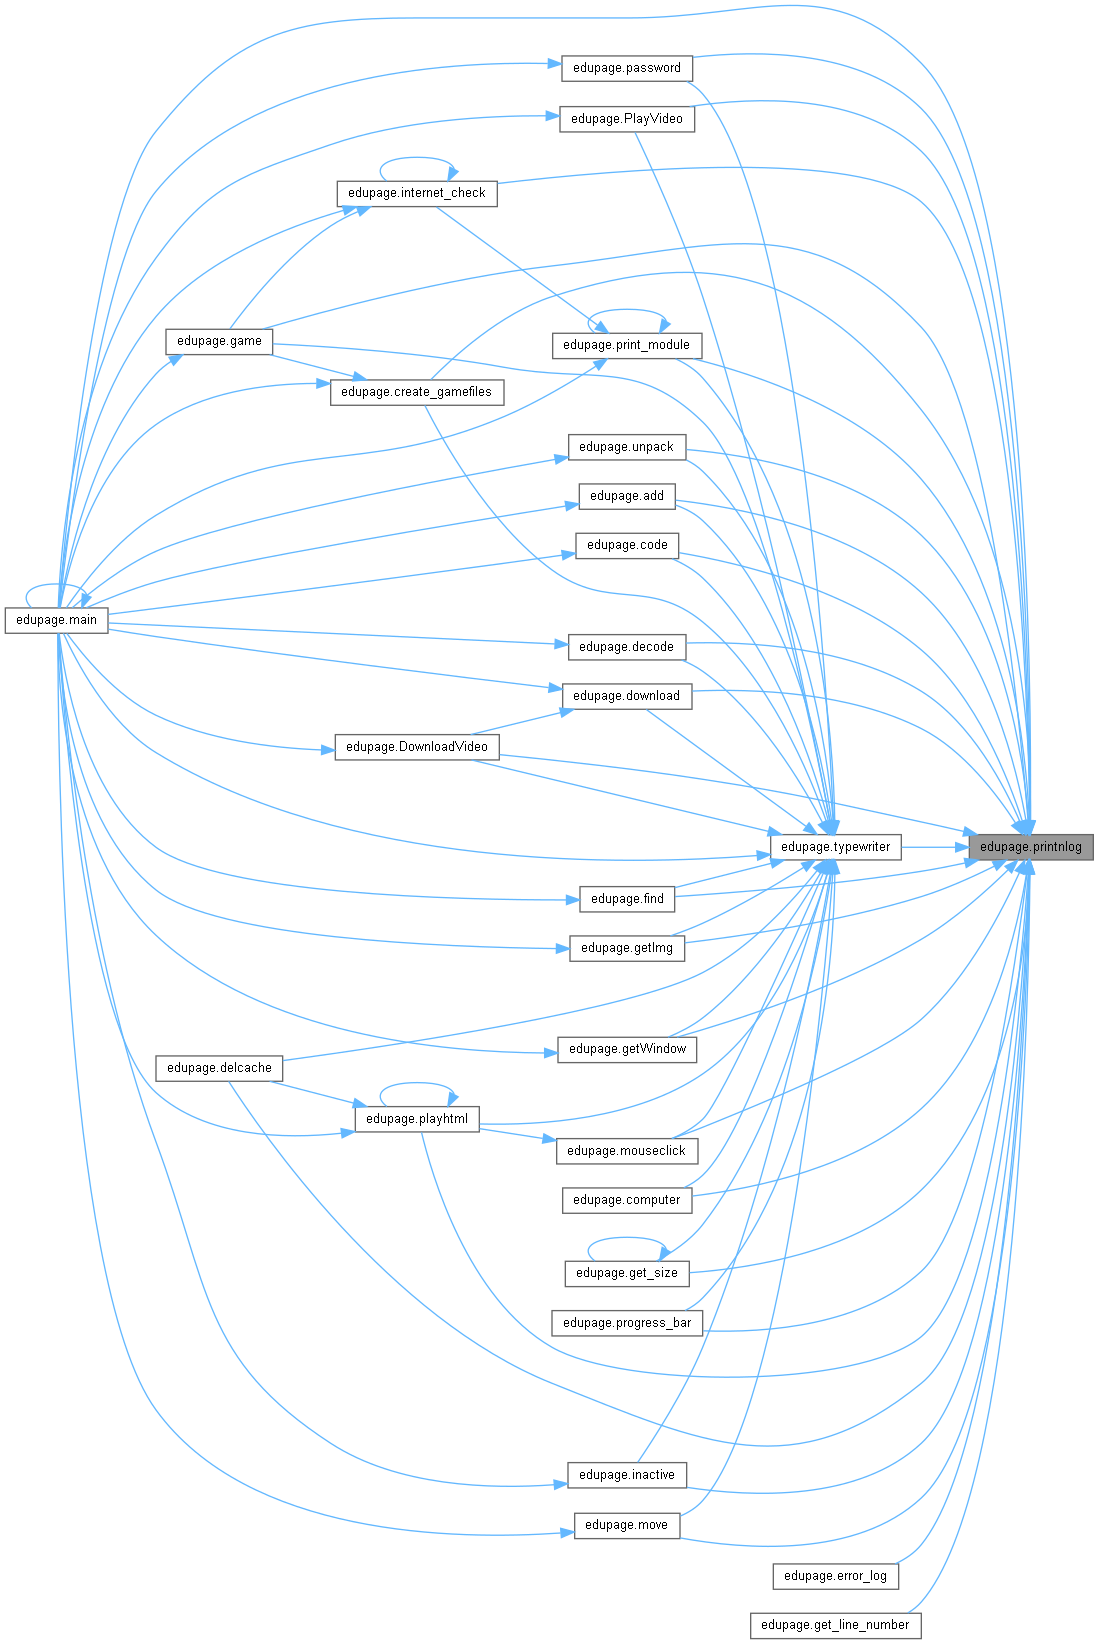 edupage.password
edupage.PlayVideo
edupage.internet_check
edupage.game
edupage.print_module
edupage.create_gamefiles
edupage.unpack
edupage.add
edupage.code
edupage.main
edupage.decode
edupage.download
edupage.DownloadVideo
edupage.typewriter
edupage.printnlog
edupage.find
edupage.getImg
edupage.getWindow
edupage.delcache
edupage.playhtml
edupage.mouseclick
edupage.computer
edupage.get_size
edupage.progress_bar
edupage.inactive
edupage.move
edupage.error_log
edupage.get_line_number